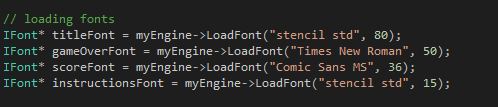 // loading fonts
IFont* titleFont = myEngine->LoadFont("stencil std", 80);
IFont* gameOverFont = myEngine->LoadFont("Times New Roman", 50);
IFont* scoreFont = myEngine->LoadFont("Comic Sans MS", 36);
IFont* instructionsFont = myEngine->LoadFont("stencil std", 15);